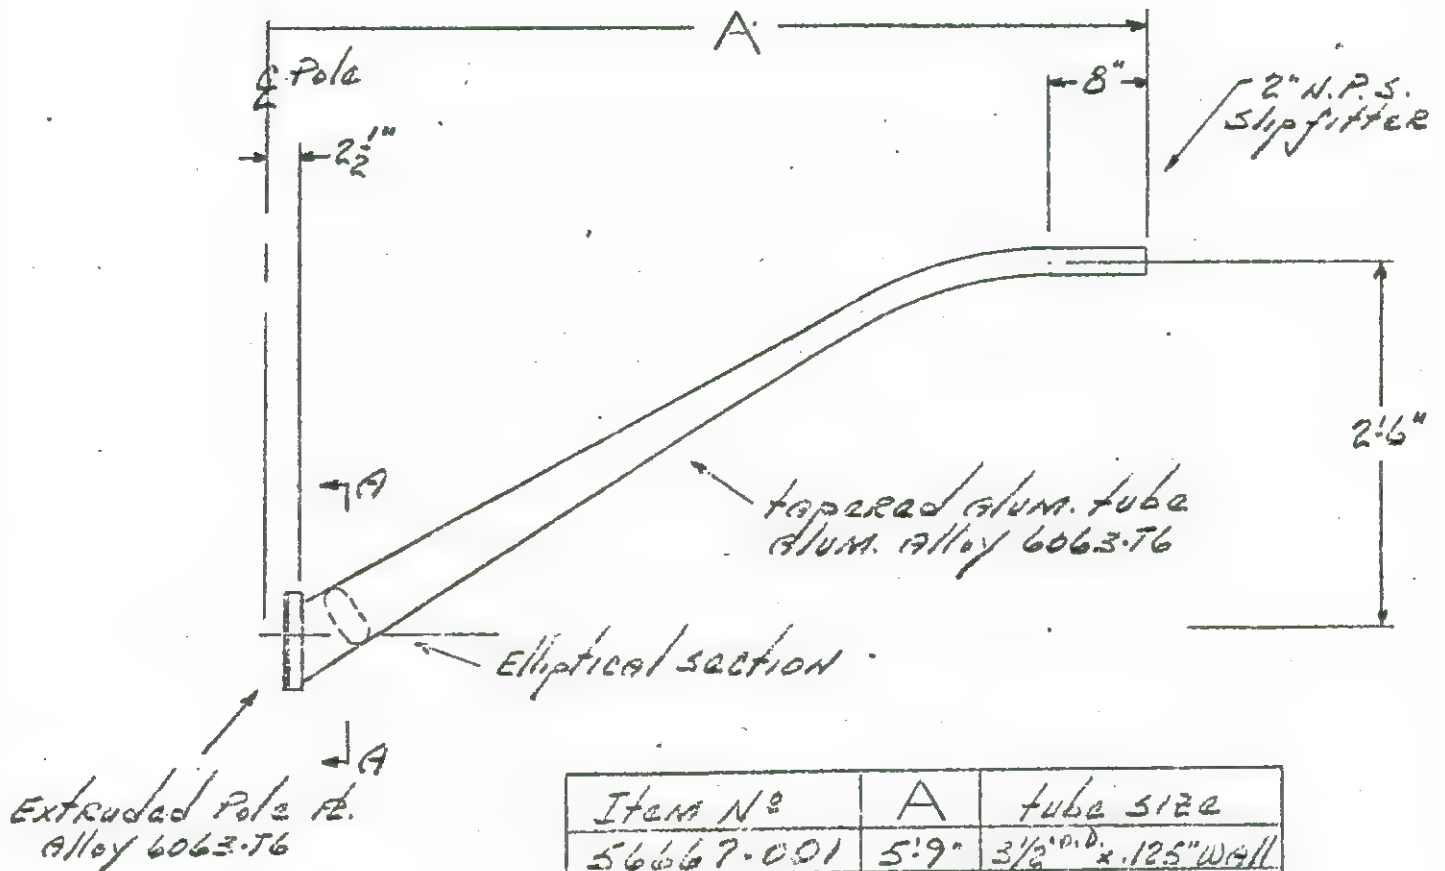 A
℄ Pole
8"
2" N.P.S.
Slipfitter
2½"
2'6"
A
tapered Alum. tube
Alum. Alloy 6063-T6
Elliptical section
A
Extruded Pole Pl.
Alloy 6063-T6
Item Nº A tube size
56667-001 5'9" 3½" O.D. x .125" Wall